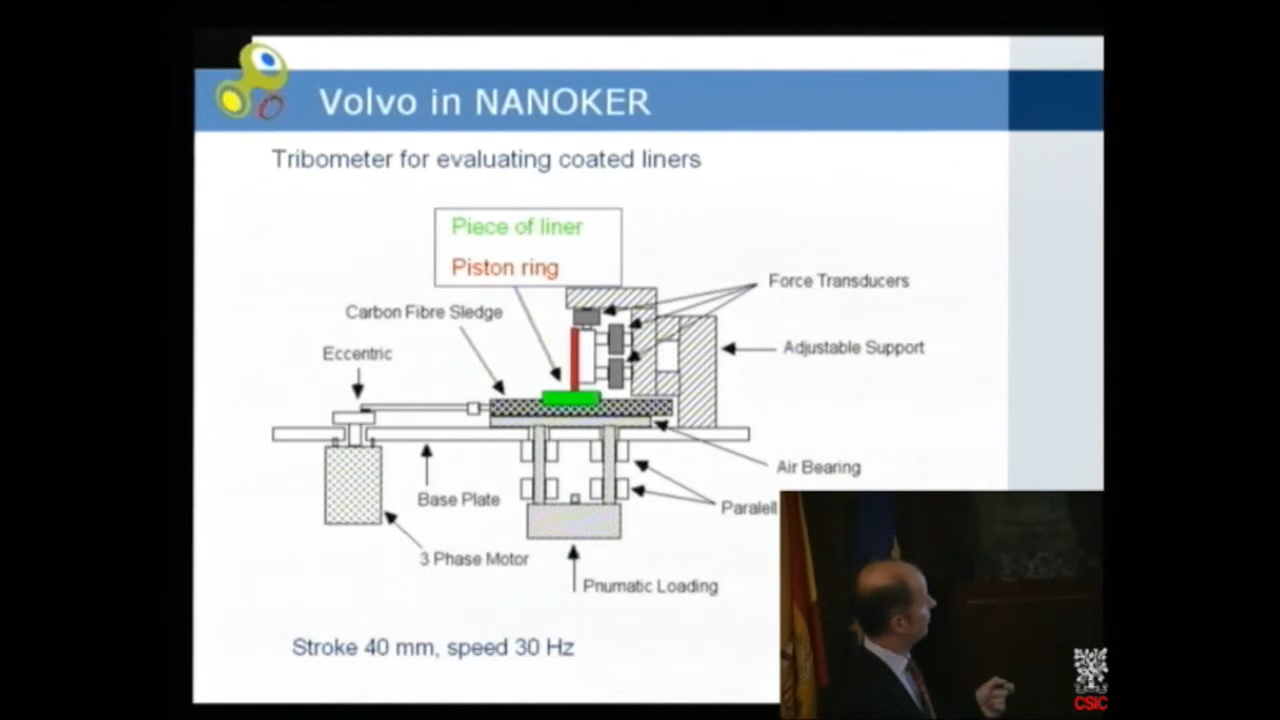 Volvo in NANOKER
Tribometer for evaluating coated liners
Piece of liner
Piston ring
Force Transducers
Carbon Fibre Sledge
Adjustable Support
Eccentric
Air Bearing
Base Plate
Paralell
3 Phase Motor
Pnumatic Loading
Stroke 40 mm, speed 30 Hz
CSIC